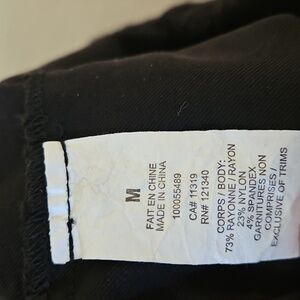 M
FAIT EN CHINE
MADE IN CHINA
100055489
CA# 11319
RN# 121340
CORPS / BODY:
73% RAYONNE / RAYON
23% NYLON
4% SPANDEX
GARNITURES NON
COMPRISES /
EXCLUSIVE OF TRIMS